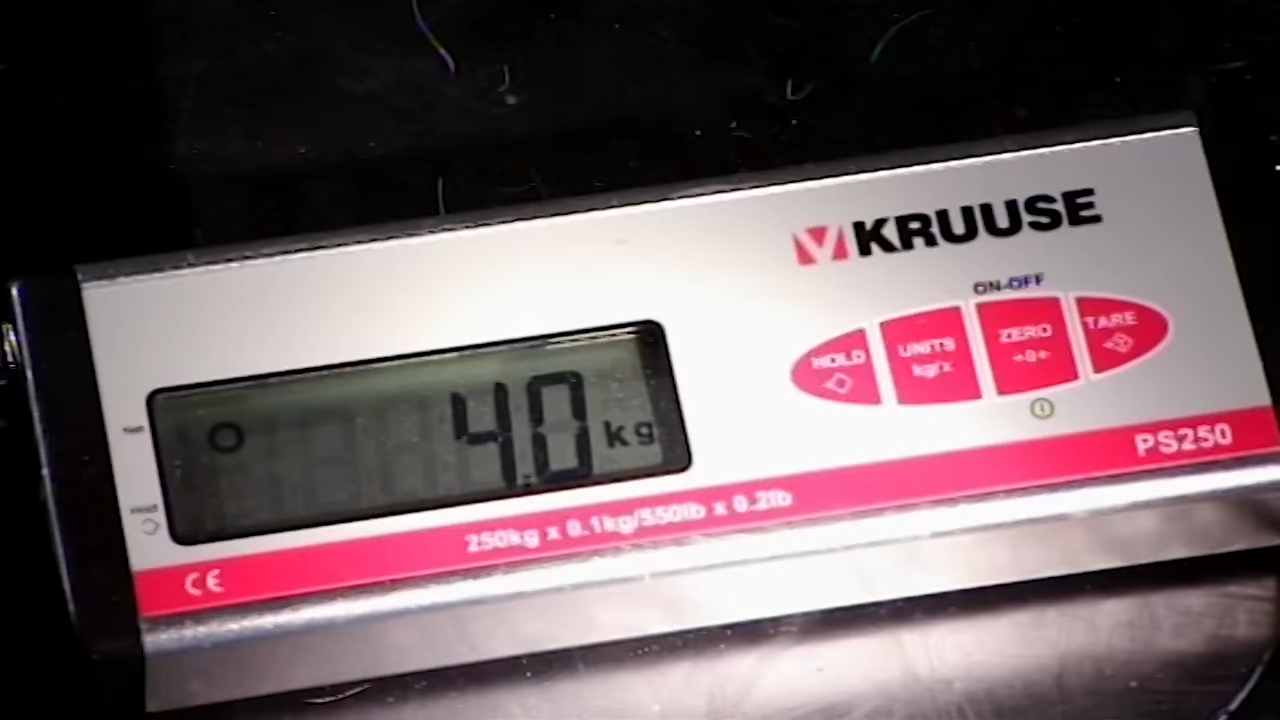 KRUUSE
ON-OFF
HOLD
UNITS
kg/x
ZERO
→0←
TARE
4.0 kg
PS250
250kg x 0.1kg/550lb x 0.2lb
CE